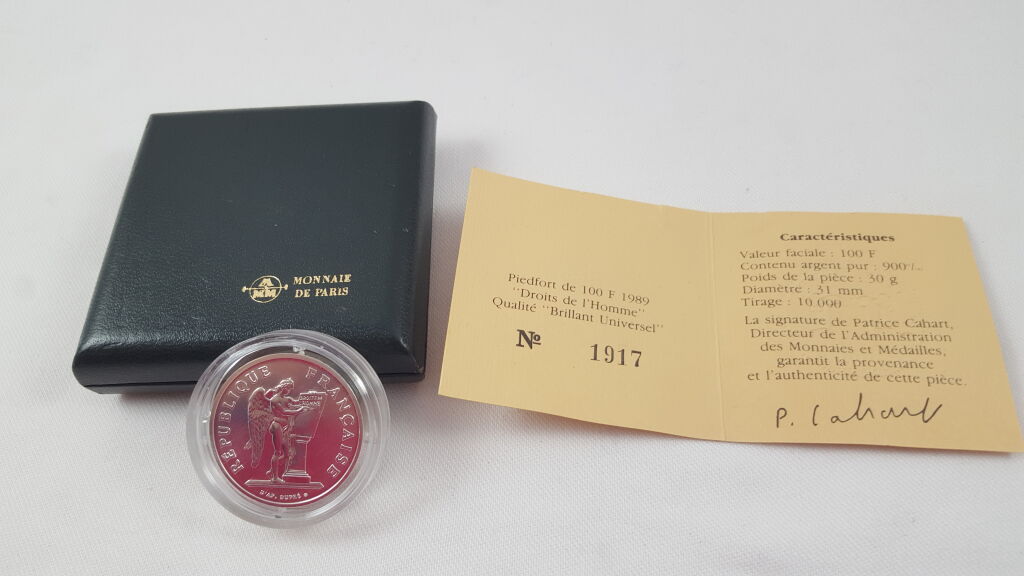 AMM
MONNAIE
DE PARIS
RÉPUBLIQUE FRANÇAISE
D'AP. DUPRÉ
Piedfort de 100 F 1989
"Droits de l'Homme"
Qualité "Brillant Universel"
Nº 1917
Caractéristiques
Valeur faciale : 100 F
Contenu argent pur : 900°/..
Poids de la pièce : 30 g
Diamètre : 31 mm
Tirage : 10.000
La signature de Patrice Cahart,
Directeur de l'Administration
des Monnaies et Médailles,
garantit la provenance
et l'authenticité de cette pièce.
P. Cahart